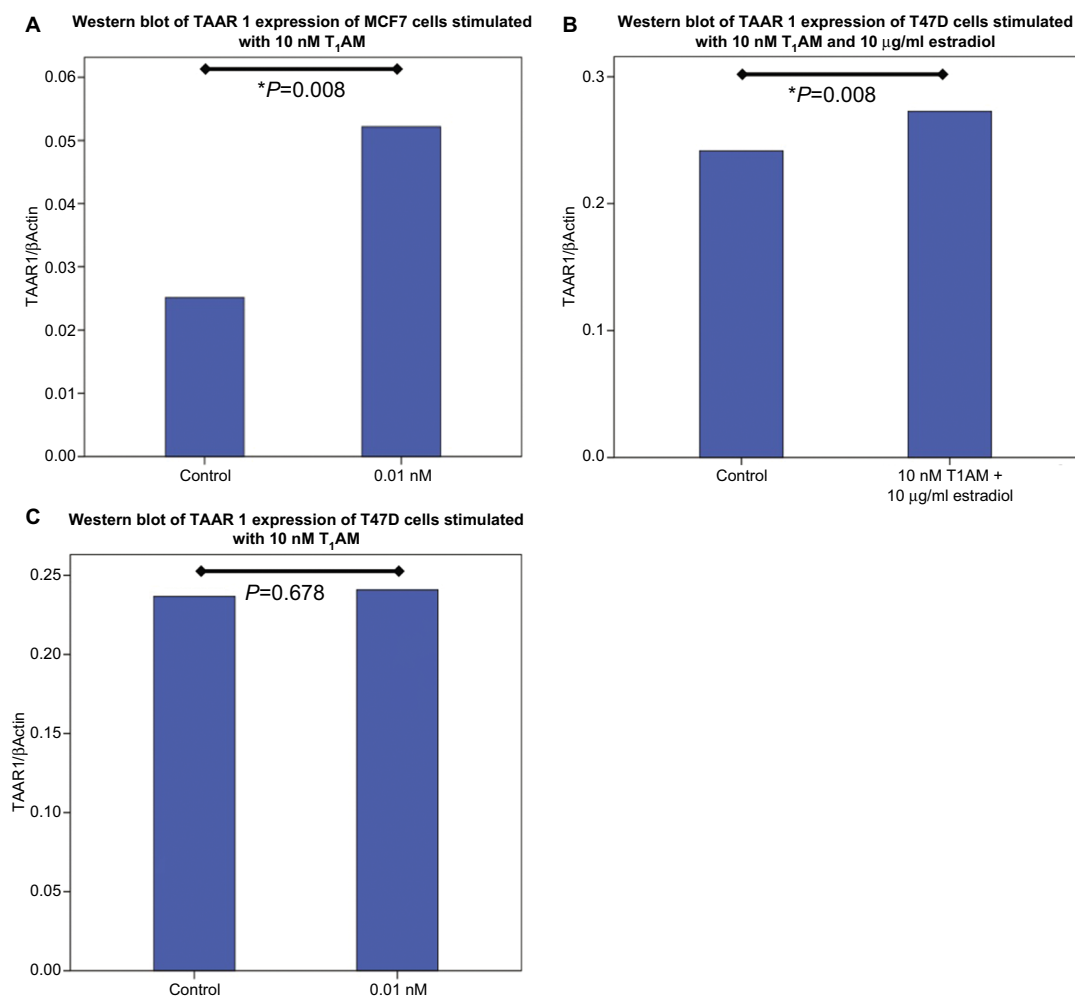 A
Western blot of TAAR 1 expression of MCF7 cells stimulated
with 10 nM T₁AM
0.06
0.05
0.04
0.03
0.02
0.01
0.00
TAAR1/βActin
*P=0.008
Control
0.01 nM
B
Western blot of TAAR 1 expression of T47D cells stimulated
with 10 nM T₁AM and 10 μg/ml estradiol
0.3
0.2
0.1
0.0
TAAR1/βActin
*P=0.008
Control
10 nM T1AM +
10 μg/ml estradiol
C
Western blot of TAAR 1 expression of T47D cells stimulated
with 10 nM T₁AM
0.25
0.20
0.15
0.10
0.05
0.00
TAAR1/βActin
P=0.678
Control
0.01 nM